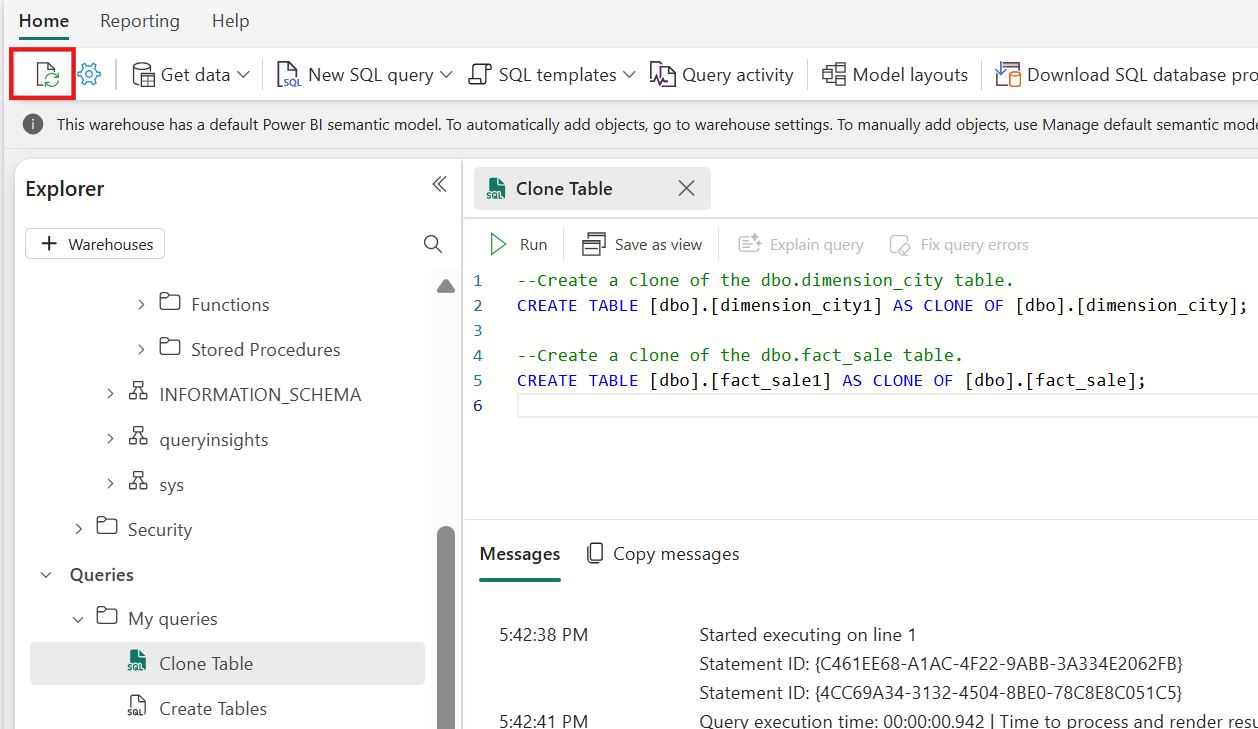 Home Reporting Help
Get data New SQL query SQL templates Query activity Model layouts Download SQL database pro
This warehouse has a default Power BI semantic model. To automatically add objects, go to warehouse settings. To manually add objects, use Manage default semantic mode
Explorer
Warehouses
Functions
Stored Procedures
INFORMATION_SCHEMA
queryinsights
sys
Security
Queries
My queries
Clone Table
Create Tables
Clone Table
Run Save as view Explain query Fix query errors
1 --Create a clone of the dbo.dimension_city table.
2 CREATE TABLE [dbo].[dimension_city1] AS CLONE OF [dbo].[dimension_city];
3
4 --Create a clone of the dbo.fact_sale table.
5 CREATE TABLE [dbo].[fact_sale1] AS CLONE OF [dbo].[fact_sale];
6
Messages Copy messages
5:42:38 PM Started executing on line 1
Statement ID: {C461EE68-A1AC-4F22-9ABB-3A334E2062FB}
Statement ID: {4CC69A34-3132-4504-8BE0-78C8E8C051C5}
5:42:41 PM Query execution time: 00:00:00.942 | Time to process and render resu